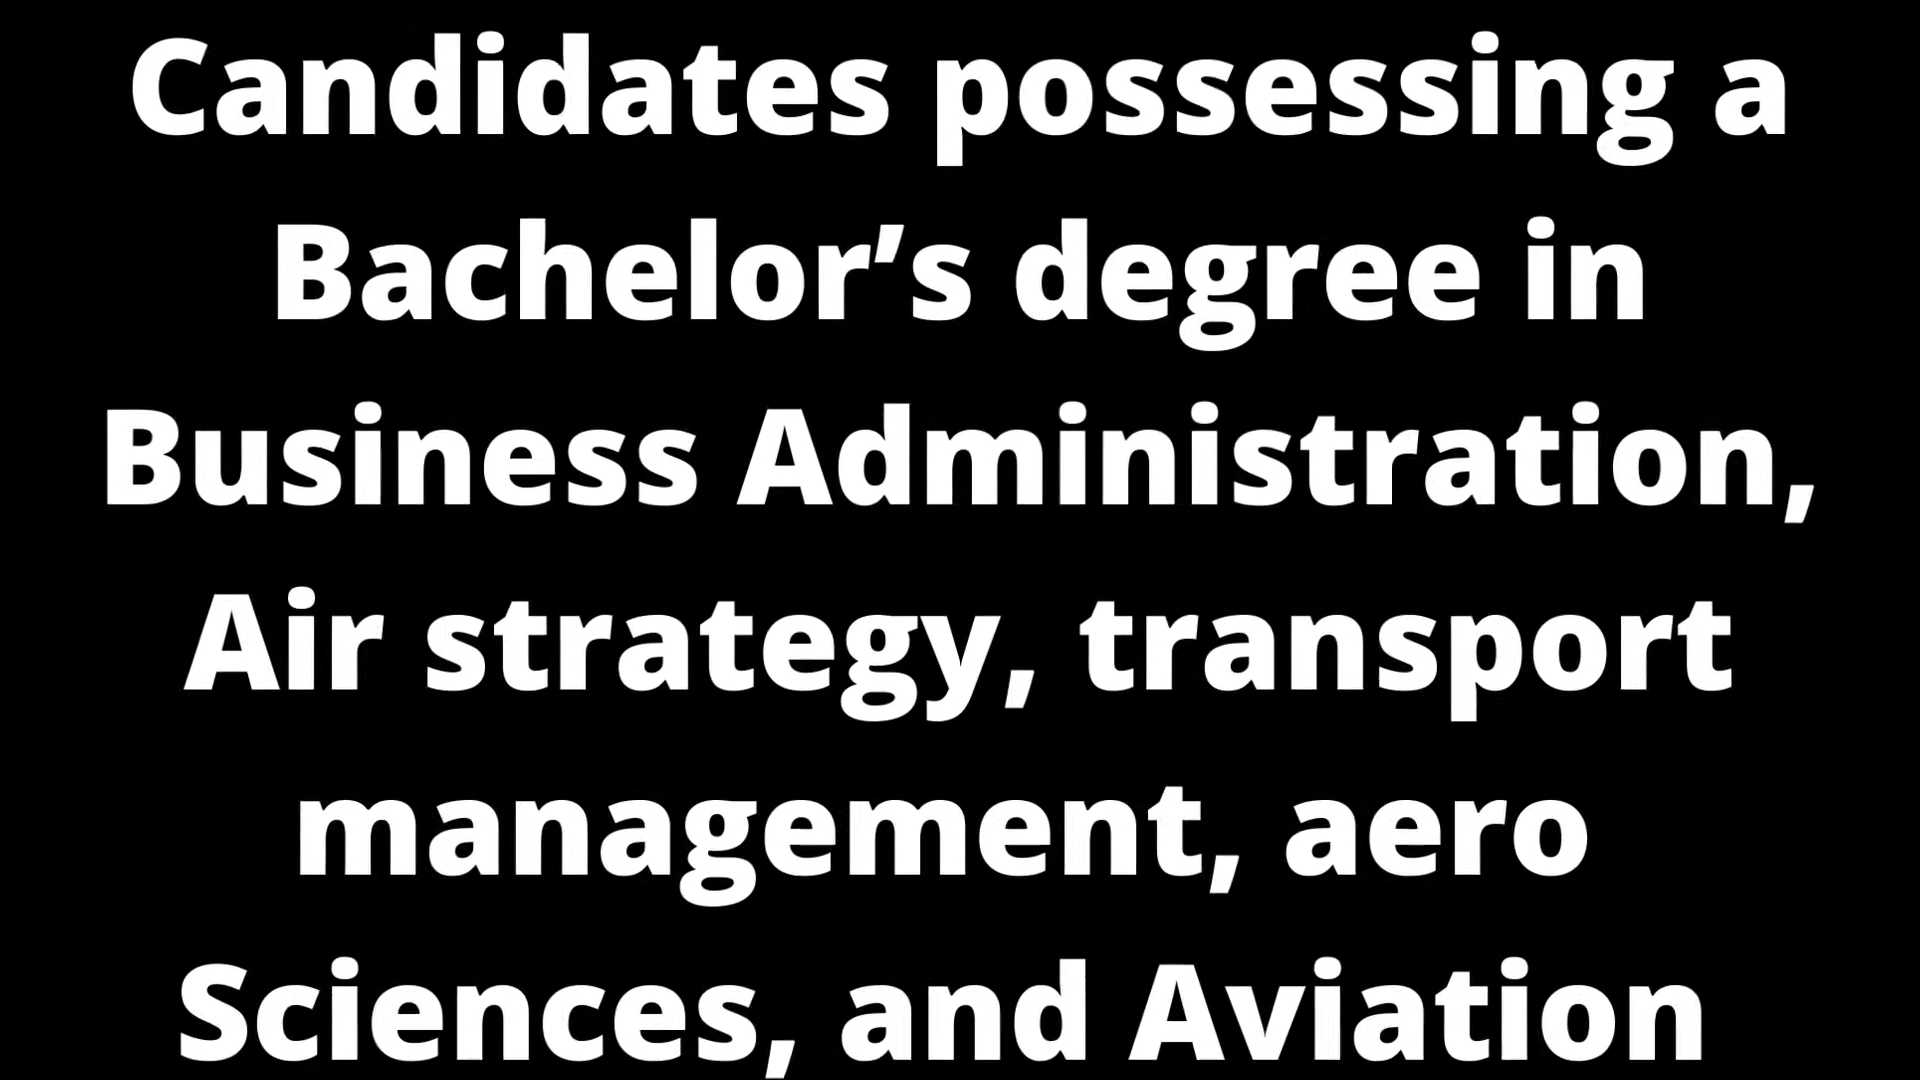 Candidates possessing a
Bachelor’s degree in
Business Administration,
Air strategy, transport
management, aero
Sciences, and Aviation